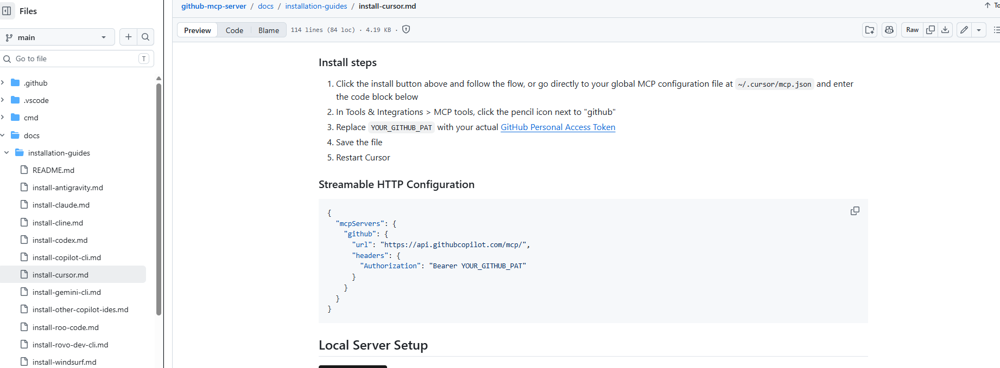 Files
main
Go to file
T
.github
.vscode
cmd
docs
installation-guides
README.md
install-antigravity.md
install-claude.md
install-cline.md
install-codex.md
install-copilot-cli.md
install-cursor.md
install-gemini-cli.md
install-other-copilot-ides.md
install-roo-code.md
install-rovo-dev-cli.md
install-windsurf.md
github-mcp-server / docs / installation-guides / install-cursor.md
Preview Code Blame 114 lines (84 loc) · 4.19 KB · Raw
Install steps
1. Click the install button above and follow the flow, or go directly to your global MCP configuration file at ~/.cursor/mcp.json and enter
the code block below
2. In Tools & Integrations > MCP tools, click the pencil icon next to "github"
3. Replace YOUR_GITHUB_PAT with your actual GitHub Personal Access Token
4. Save the file
5. Restart Cursor
Streamable HTTP Configuration
{
"mcpServers": {
"github": {
"url": "https://api.githubcopilot.com/mcp/",
"headers": {
"Authorization": "Bearer YOUR_GITHUB_PAT"
}
}
}
}
Local Server Setup